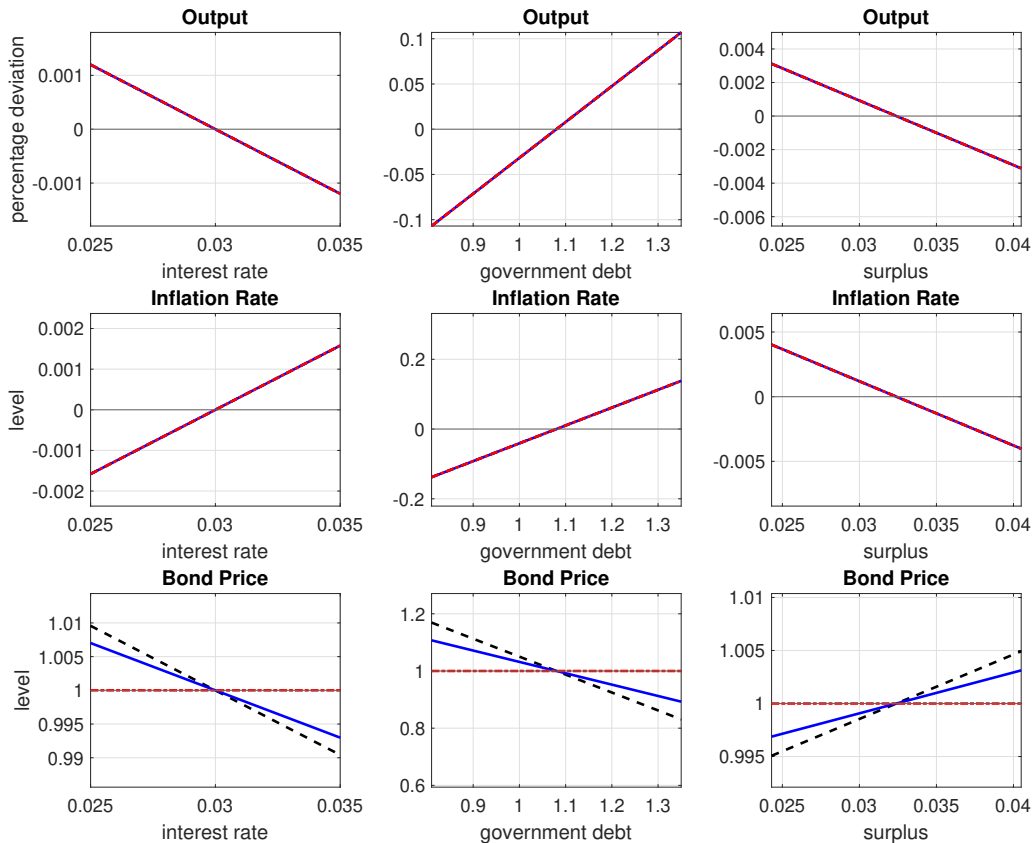 Output
percentage deviation
0.001
0
-0.001
0.025 0.03 0.035
interest rate
Output
0.1
0.05
0
-0.05
-0.1
0.9 1 1.1 1.2 1.3
government debt
Output
0.004
0.002
0
-0.002
-0.004
-0.006
0.025 0.03 0.035 0.04
surplus
Inflation Rate
level
0.002
0.001
0
-0.001
-0.002
0.025 0.03 0.035
interest rate
Inflation Rate
0.2
0
-0.2
0.9 1 1.1 1.2 1.3
government debt
Inflation Rate
0.005
0
-0.005
0.025 0.03 0.035 0.04
surplus
Bond Price
level
1.01
1.005
1
0.995
0.99
0.025 0.03 0.035
interest rate
Bond Price
1.2
1
0.8
0.6
0.9 1 1.1 1.2 1.3
government debt
Bond Price
1.01
1.005
1
0.995
0.025 0.03 0.035 0.04
surplus